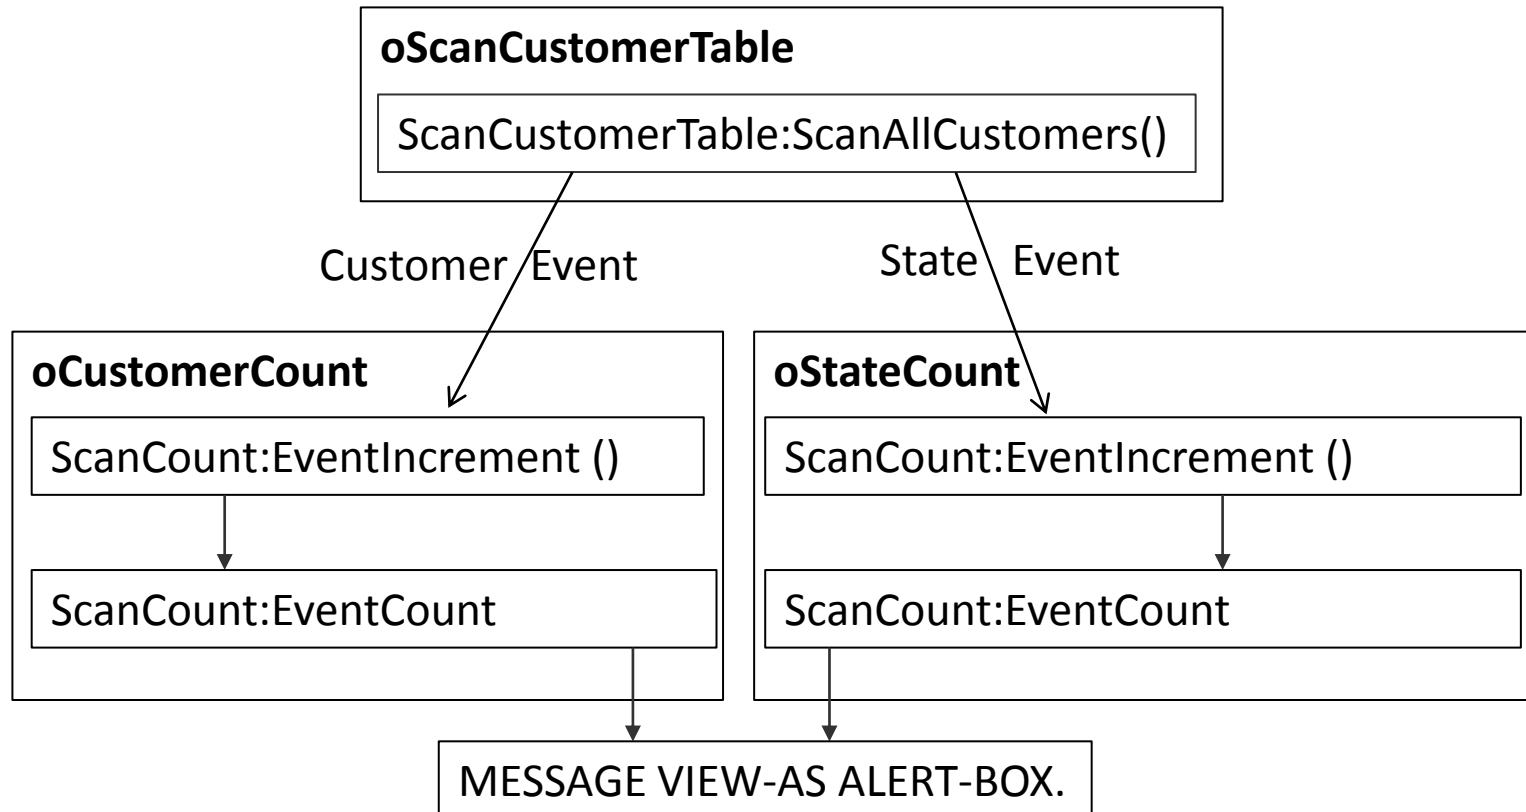 oScanCustomerTable
ScanCustomerTable:ScanAllCustomers()
Customer Event
State Event
oCustomerCount
ScanCount:EventIncrement ()
ScanCount:EventCount
oStateCount
ScanCount:EventIncrement ()
ScanCount:EventCount
MESSAGE VIEW-AS ALERT-BOX.